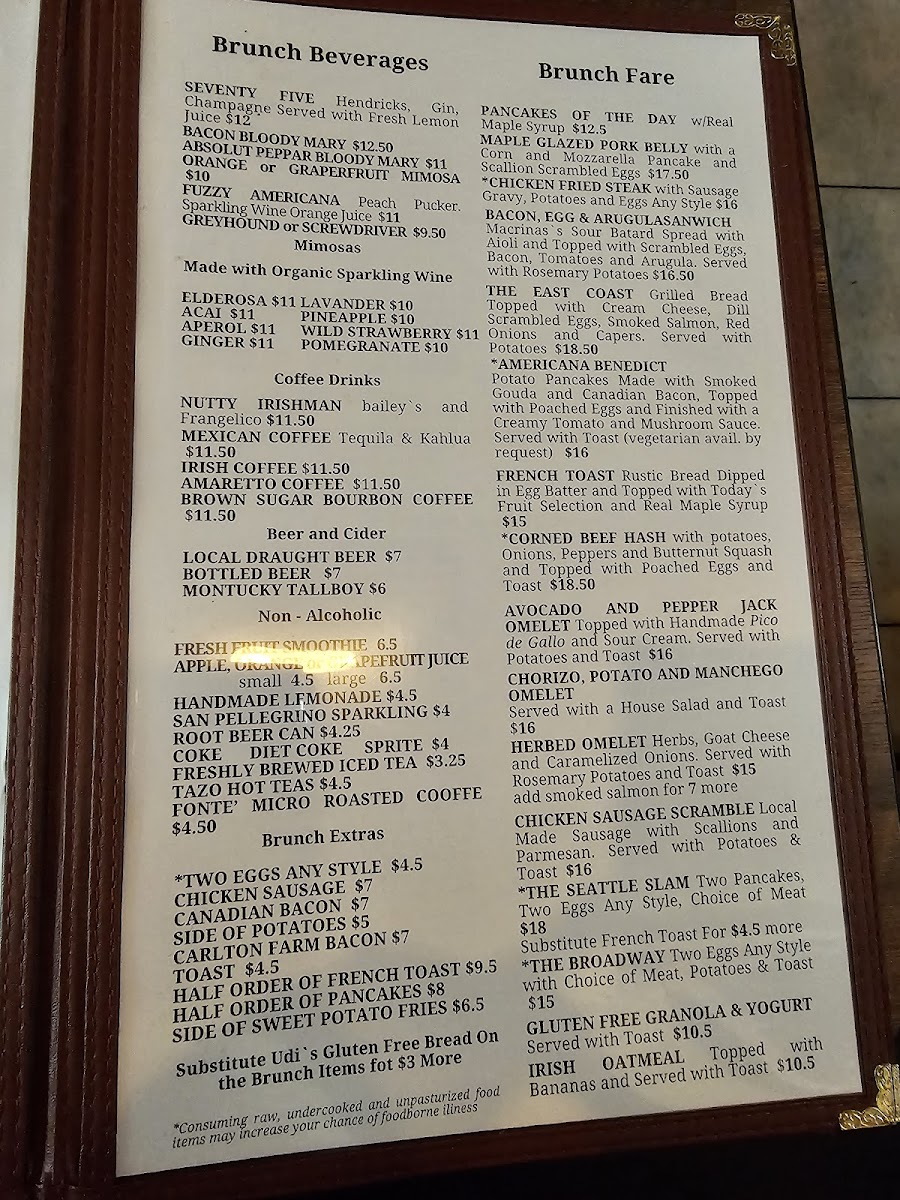 Brunch Beverages
SEVENTY FIVE Hendricks, Gin,
Champagne Served with Fresh Lemon
Juice $12
BACON BLOODY MARY $12.50
ABSOLUT PEPPAR BLOODY MARY $11
ORANGE or GRAPERFRUIT MIMOSA
$10
FUZZY AMERICANA Peach Pucker.
Sparkling Wine Orange Juice $11
GREYHOUND or SCREWDRIVER $9.50
Mimosas
Made with Organic Sparkling Wine
ELDEROSA $11 LAVANDER $10
ACAI $11 PINEAPPLE $10
APEROL $11 WILD STRAWBERRY $11
GINGER $11 POMEGRANATE $10
Coffee Drinks
NUTTY IRISHMAN bailey`s and
Frangelico $11.50
MEXICAN COFFEE Tequila & Kahlua
$11.50
IRISH COFFEE $11.50
AMARETTO COFFEE $11.50
BROWN SUGAR BOURBON COFFEE
$11.50
Beer and Cider
LOCAL DRAUGHT BEER $7
BOTTLED BEER $7
MONTUCKY TALLBOY $6
Non - Alcoholic
FRESH FRUIT SMOOTHIE 6.5
APPLE, ORANGE or GRAPEFRUIT JUICE
small 4.5 large 6.5
HANDMADE LEMONADE $4.5
SAN PELLEGRINO SPARKLING $4
ROOT BEER CAN $4.25
COKE DIET COKE SPRITE $4
FRESHLY BREWED ICED TEA $3.25
TAZO HOT TEAS $4.5
FONTE’ MICRO ROASTED COOFFE
$4.50
Brunch Extras
*TWO EGGS ANY STYLE $4.5
CHICKEN SAUSAGE $7
CANADIAN BACON $7
SIDE OF POTATOES $5
CARLTON FARM BACON $7
TOAST $4.5
HALF ORDER OF FRENCH TOAST $9.5
HALF ORDER OF PANCAKES $8
SIDE OF SWEET POTATO FRIES $6.5
Substitute Udi`s Gluten Free Bread On
the Brunch Items fot $3 More
*Consuming raw, undercooked and unpasturized food
items may increase your chance of foodborne iliness
Brunch Fare
PANCAKES OF THE DAY w/Real
Maple Syrup $12.5
MAPLE GLAZED PORK BELLY with a
Corn and Mozzarella Pancake and
Scallion Scrambled Eggs $17.50
*CHICKEN FRIED STEAK with Sausage
Gravy, Potatoes and Eggs Any Style $16
BACON, EGG & ARUGULASANWICH
Macrinas`s Sour Batard Spread with
Aioli and Topped with Scrambled Eggs,
Bacon, Tomatoes and Arugula. Served
with Rosemary Potatoes $16.50
THE EAST COAST Grilled Bread
Topped with Cream Cheese, Dill
Scrambled Eggs, Smoked Salmon, Red
Onions and Capers. Served with
Potatoes $18.50
*AMERICANA BENEDICT
Potato Pancakes Made with Smoked
Gouda and Canadian Bacon, Topped
with Poached Eggs and Finished with a
Creamy Tomato and Mushroom Sauce.
Served with Toast (vegetarian avail. by
request) $16
FRENCH TOAST Rustic Bread Dipped
in Egg Batter and Topped with Today`s
Fruit Selection and Real Maple Syrup
$15
*CORNED BEEF HASH with potatoes,
Onions, Peppers and Butternut Squash
and Topped with Poached Eggs and
Toast $18.50
AVOCADO AND PEPPER JACK
OMELET Topped with Handmade Pico
de Gallo and Sour Cream. Served with
Potatoes and Toast $16
CHORIZO, POTATO AND MANCHEGO
OMELET
Served with a House Salad and Toast
$16
HERBED OMELET Herbs, Goat Cheese
and Caramelized Onions. Served with
Rosemary Potatoes and Toast $15
add smoked salmon for 7 more
CHICKEN SAUSAGE SCRAMBLE Local
Made Sausage with Scallions and
Parmesan. Served with Potatoes &
Toast $16
*THE SEATTLE SLAM Two Pancakes,
Two Eggs Any Style, Choice of Meat
$18
Substitute French Toast For $4.5 more
*THE BROADWAY Two Eggs Any Style
with Choice of Meat, Potatoes & Toast
$15
GLUTEN FREE GRANOLA & YOGURT
Served with Toast $10.5
IRISH OATMEAL Topped with
Bananas and Served with Toast $10.5